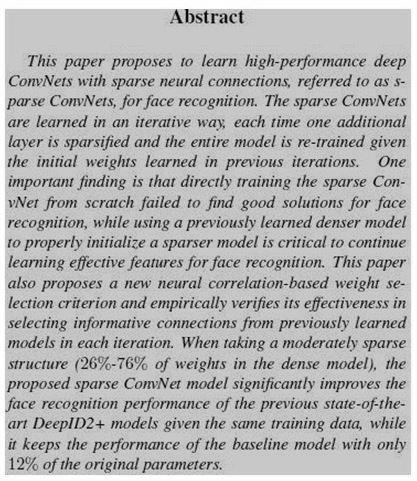 Abstract
This paper proposes to learn high-performance deep
ConvNets with sparse neural connections, referred to as s-
parse ConvNets, for face recognition. The sparse ConvNets
are learned in an iterative way, each time one additional
layer is sparsified and the entire model is re-trained given
the initial weights learned in previous iterations. One
important finding is that directly training the sparse Con-
vNet from scratch failed to find good solutions for face
recognition, while using a previously learned denser model
to properly initialize a sparser model is critical to continue
learning effective features for face recognition. This paper
also proposes a new neural correlation-based weight se-
lection criterion and empirically verifies its effectiveness in
selecting informative connections from previously learned
models in each iteration. When taking a moderately sparse
structure (26%-76% of weights in the dense model), the
proposed sparse ConvNet model significantly improves the
face recognition performance of the previous state-of-the-
art DeepID2+ models given the same training data, while
it keeps the performance of the baseline model with only
12% of the original parameters.